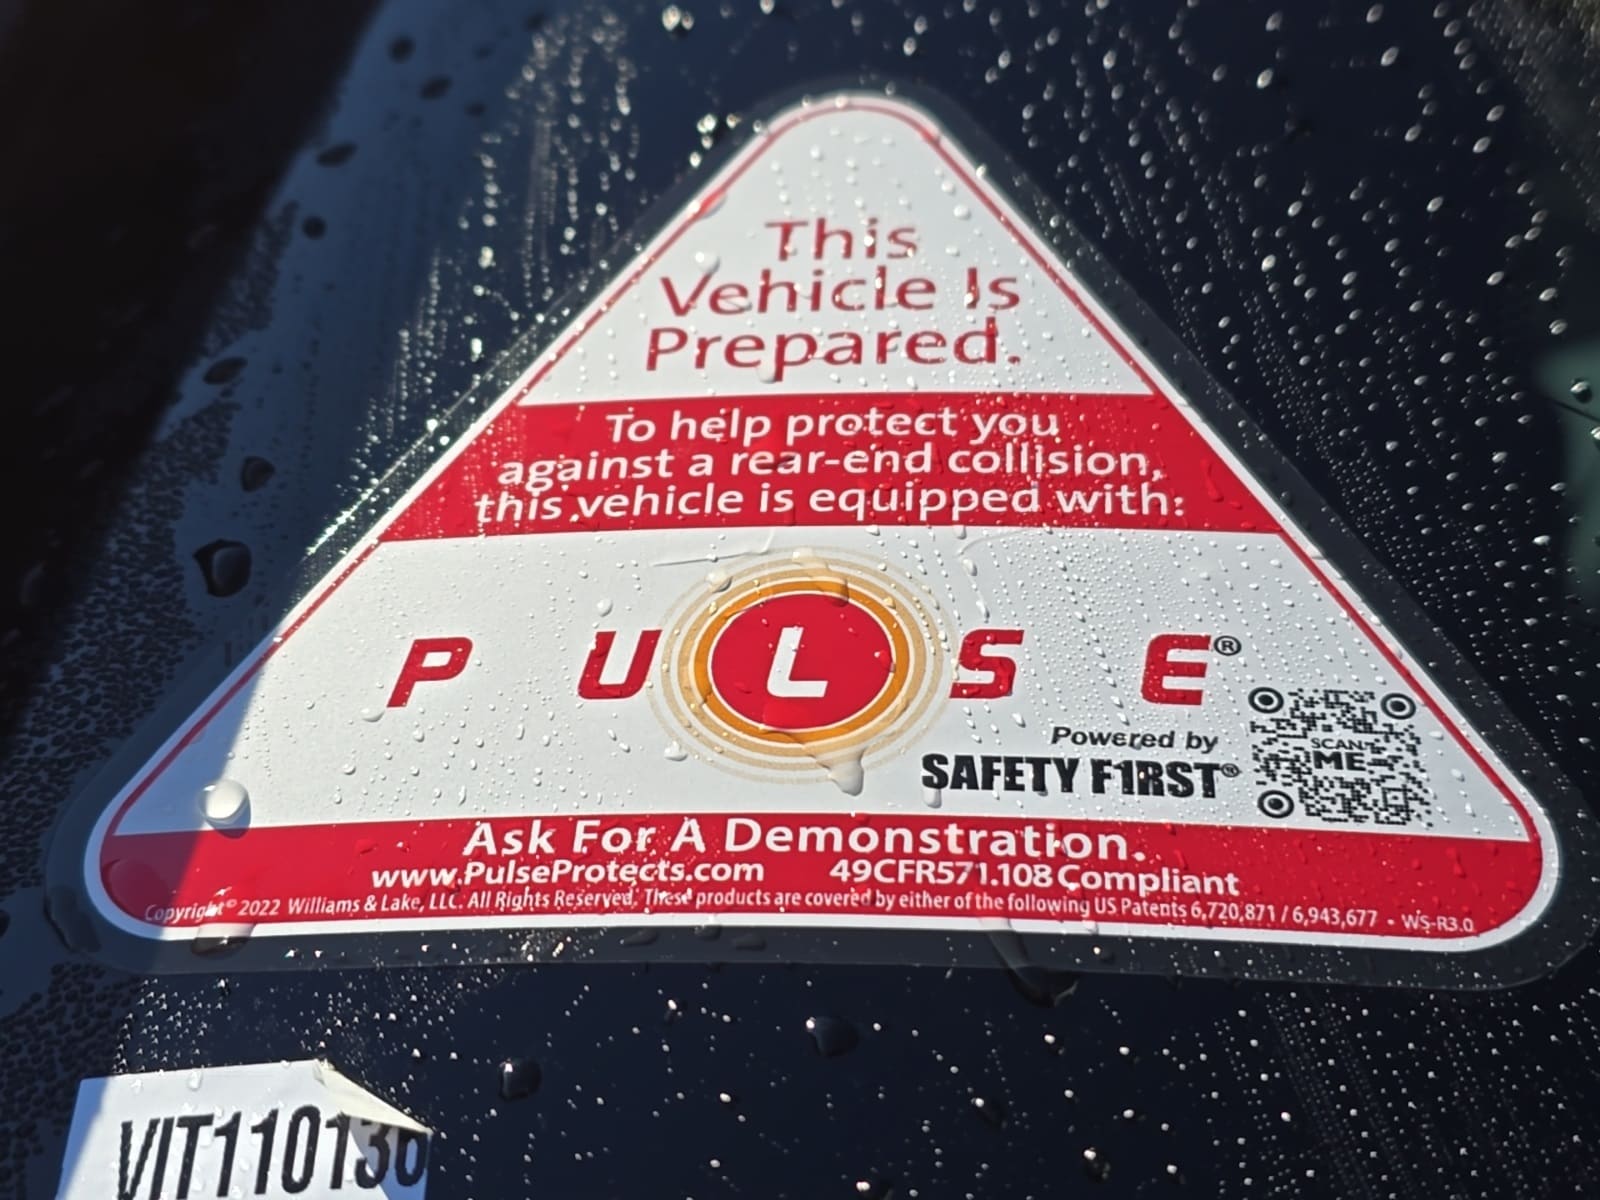 This
Vehicle Is
Prepared.
To help protect you
against a rear-end collision,
this vehicle is equipped with:
PULSE®
Powered by
SAFETY F1RST®
SCAN
ME
Ask For A Demonstration.
www.PulseProtects.com 49CFR571.108 Compliant
Copyright© 2022 Williams & Lake, LLC. All Rights Reserved. These products are covered by either of the following US Patents 6,720,871 / 6,943,677 - WS-R3.0
VIT110136